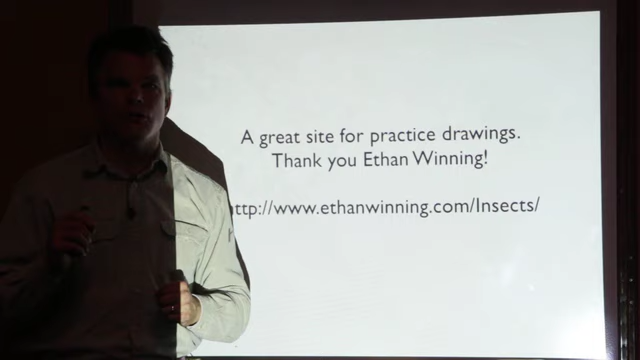 A great site for practice drawings.
Thank you Ethan Winning!
ttp://www.ethanwinning.com/Insects/